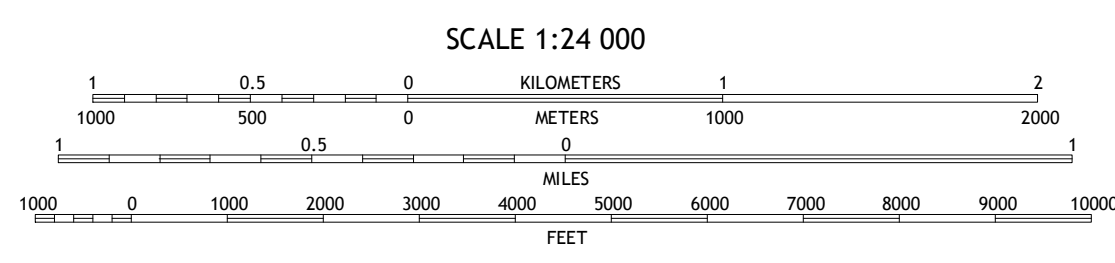 SCALE 1:24 000
1 0.5 0 KILOMETERS 1 2
1000 500 0 METERS 1000 2000
1 0.5 0 1
MILES
1000 0 1000 2000 3000 4000 5000 6000 7000 8000 9000 10000
FEET